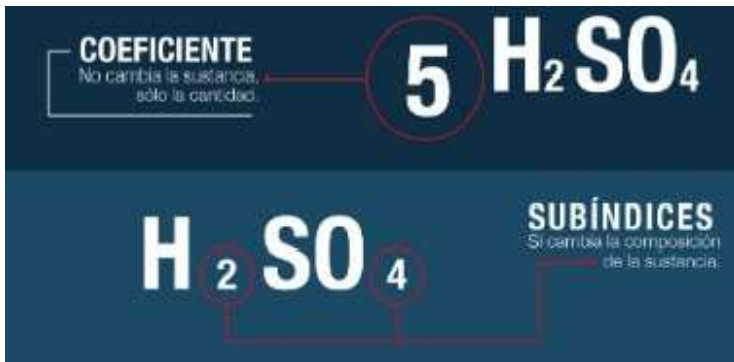 COEFICIENTE
No cambia la sustancia,
sólo la cantidad.
5 H₂SO₄
H₂SO₄
SUBÍNDICES
Si cambia la composición
de la sustancia.